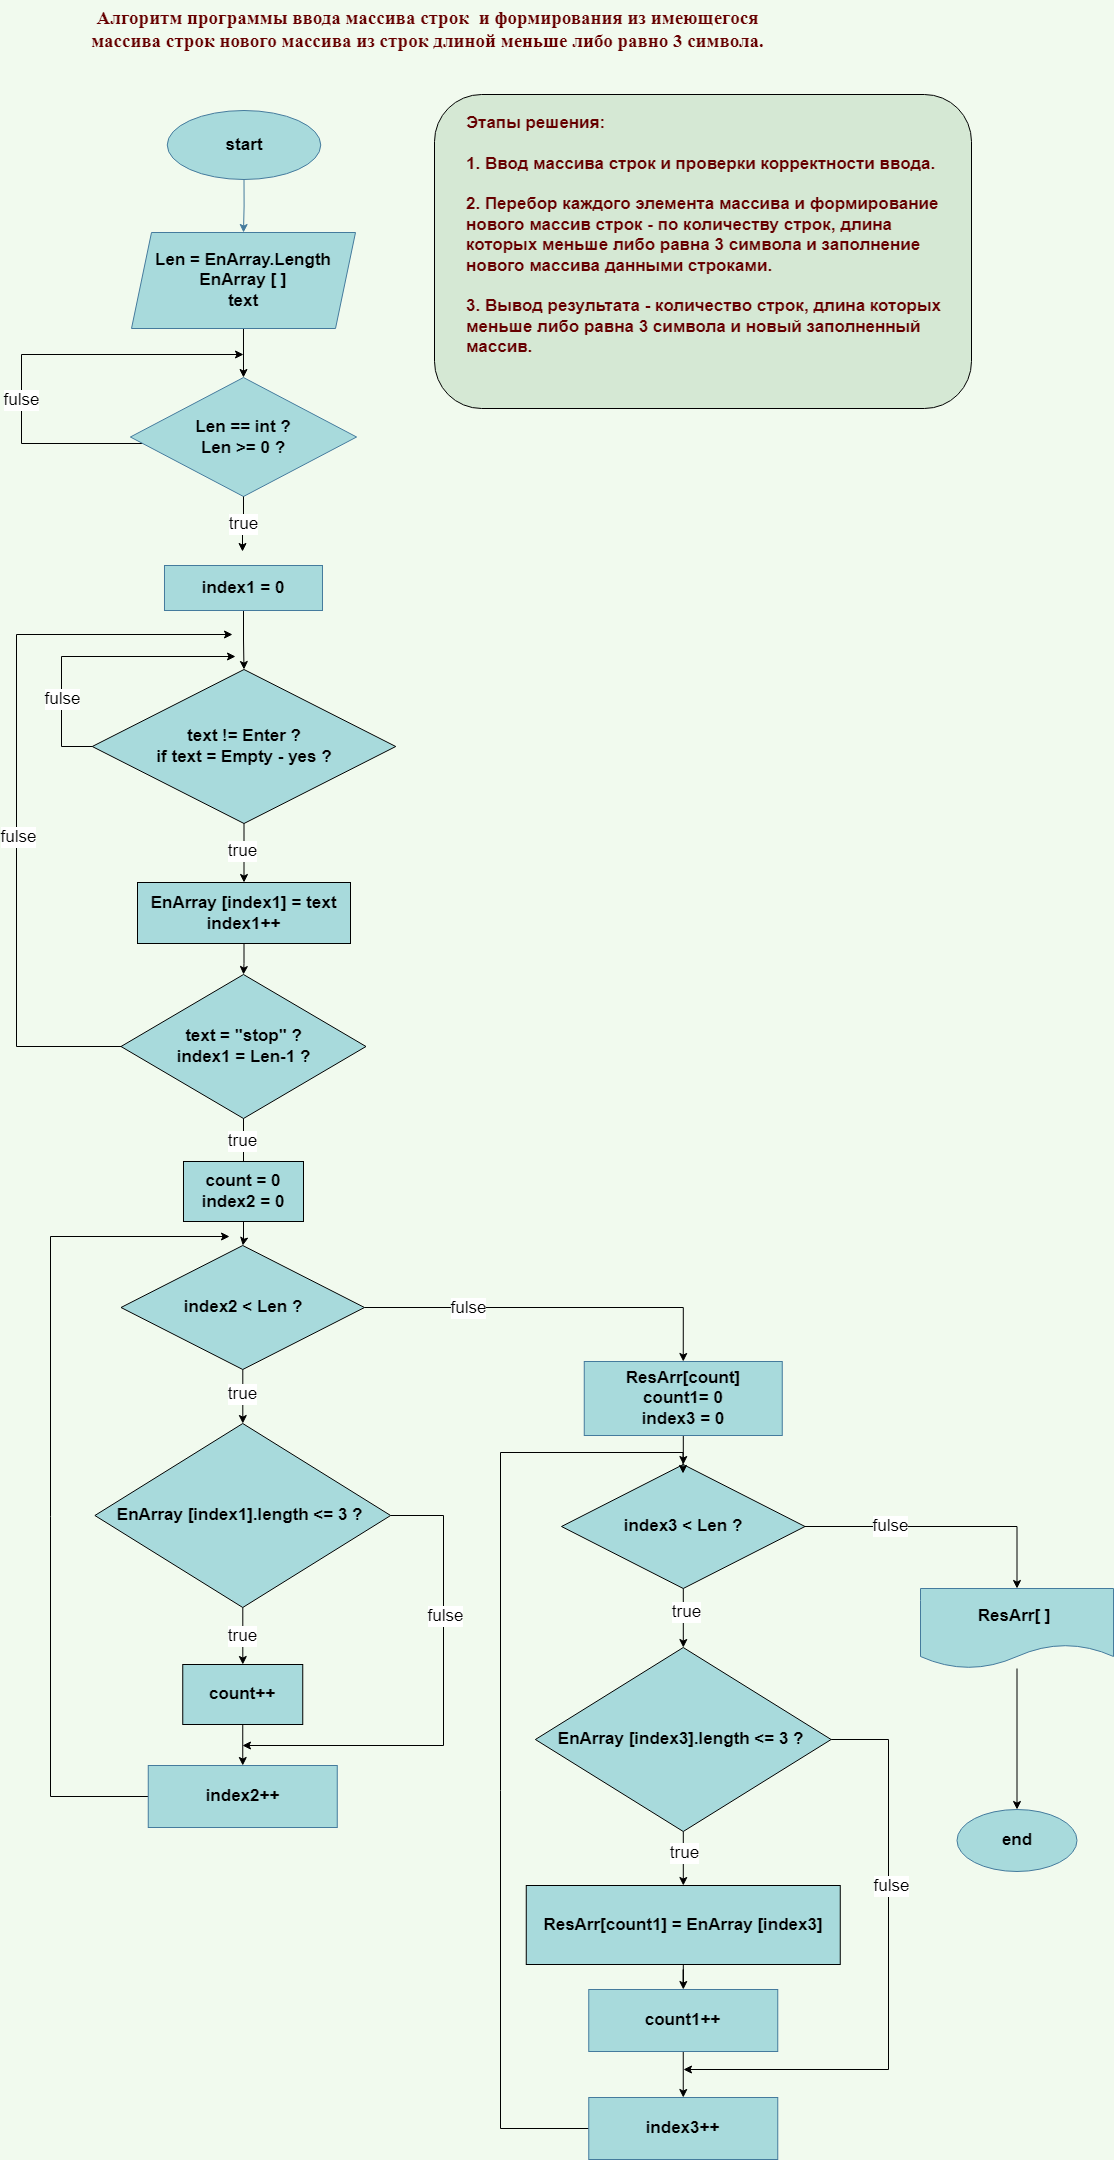 Алгоритм программы ввода массива строк и формирования из имеющегося
массива строк нового массива из строк длиной меньше либо равно 3 символа.
Этапы решения:
1. Ввод массива строк и проверки корректности ввода.
2. Перебор каждого элемента массива и формирование
нового массив строк - по количеству строк, длина
которых меньше либо равна 3 символа и заполнение
нового массива данными строками.
3. Вывод результата - количество строк, длина которых
меньше либо равна 3 символа и новый заполненный
массив.
start
Len = EnArray.Length
EnArray [ ]
text
fulse
Len == int ?
Len >= 0 ?
true
index1 = 0
fulse
text != Enter ?
if text = Empty - yes ?
fulse
true
EnArray [index1] = text
index1++
text = "stop" ?
index1 = Len-1 ?
true
count = 0
index2 = 0
index2 < Len ?
fulse
true
EnArray [index1].length <= 3 ?
fulse
true
count++
index2++
ResArr[count]
count1= 0
index3 = 0
index3 < Len ?
fulse
true
ResArr[ ]
EnArray [index3].length <= 3 ?
end
true
fulse
ResArr[count1] = EnArray [index3]
count1++
index3++